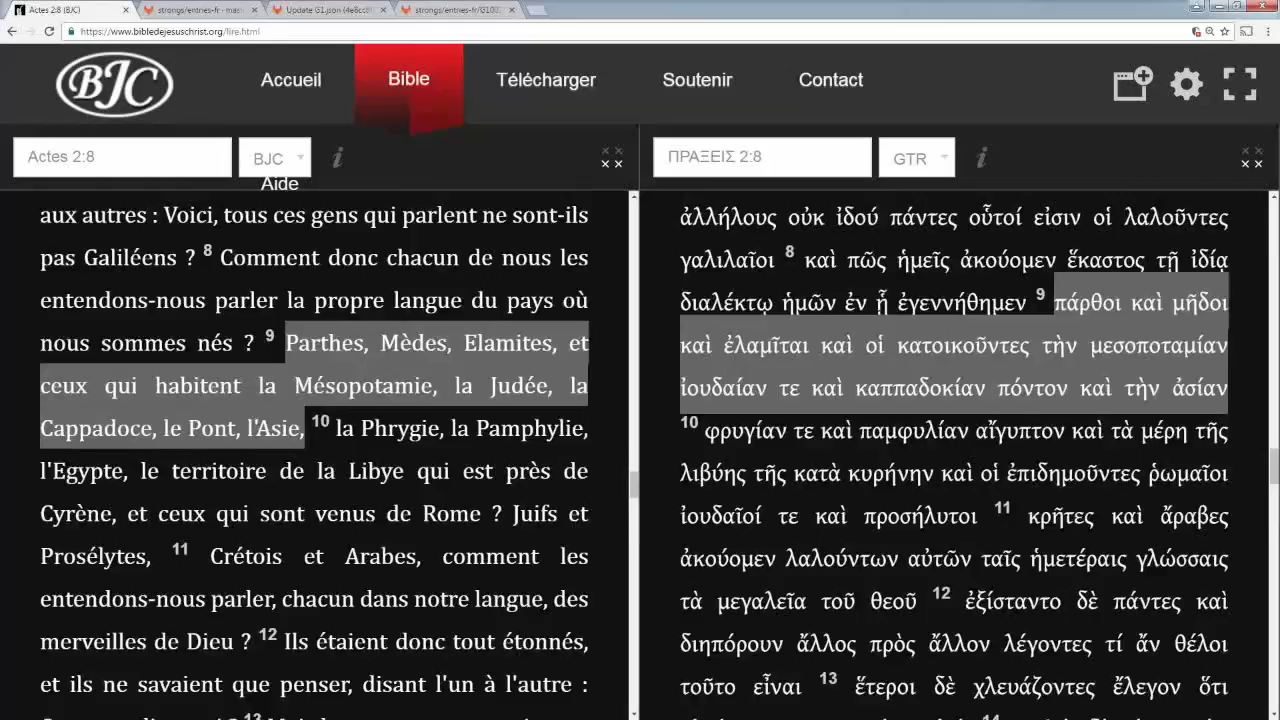 Actes 2:8 (BJC)
strongs/entries-fr · mas
Update G1.json (4e6cc8
strongs/entries-fr/G100
https://www.bibledejesuschrist.org/lire.html
BJC
Accueil
Bible
Télécharger
Soutenir
Contact
Actes 2:8
BJC
i
Aide
aux autres : Voici, tous ces gens qui parlent ne sont-ils
pas Galiléens ? 8 Comment donc chacun de nous les
entendons-nous parler la propre langue du pays où
nous sommes nés ? 9 Parthes, Mèdes, Elamites, et
ceux qui habitent la Mésopotamie, la Judée, la
Cappadoce, le Pont, l'Asie, 10 la Phrygie, la Pamphylie,
l'Egypte, le territoire de la Libye qui est près de
Cyrène, et ceux qui sont venus de Rome ? Juifs et
Prosélytes, 11 Crétois et Arabes, comment les
entendons-nous parler, chacun dans notre langue, des
merveilles de Dieu ? 12 Ils étaient donc tout étonnés,
et ils ne savaient que penser, disant l'un à l'autre :
13
ΠΡΑΞΕΙΣ 2:8
GTR
i
ἀλλήλους οὐκ ἰδού πάντες οὗτοί εἰσιν οἱ λαλοῦντες
γαλιλαῖοι 8 καὶ πῶς ἡμεῖς ἀκούομεν ἕκαστος τῇ ἰδίᾳ
διαλέκτῳ ἡμῶν ἐν ᾗ ἐγεννήθημεν 9 πάρθοι καὶ μῆδοι
καὶ ἐλαμῖται καὶ οἱ κατοικοῦντες τὴν μεσοποταμίαν
ἰουδαίαν τε καὶ καππαδοκίαν πόντον καὶ τὴν ἀσίαν
10 φρυγίαν τε καὶ παμφυλίαν αἴγυπτον καὶ τὰ μέρη τῆς
λιβύης τῆς κατὰ κυρήνην καὶ οἱ ἐπιδημοῦντες ῥωμαῖοι
ἰουδαῖοί τε καὶ προσήλυτοι 11 κρῆτες καὶ ἄραβες
ἀκούομεν λαλούντων αὐτῶν ταῖς ἡμετέραις γλώσσαις
τὰ μεγαλεῖα τοῦ θεοῦ 12 ἐξίσταντο δὲ πάντες καὶ
διηπόρουν ἄλλος πρὸς ἄλλον λέγοντες τί ἄν θέλοι
τοῦτο εἶναι 13 ἕτεροι δὲ χλευάζοντες ἔλεγον ὅτι
14